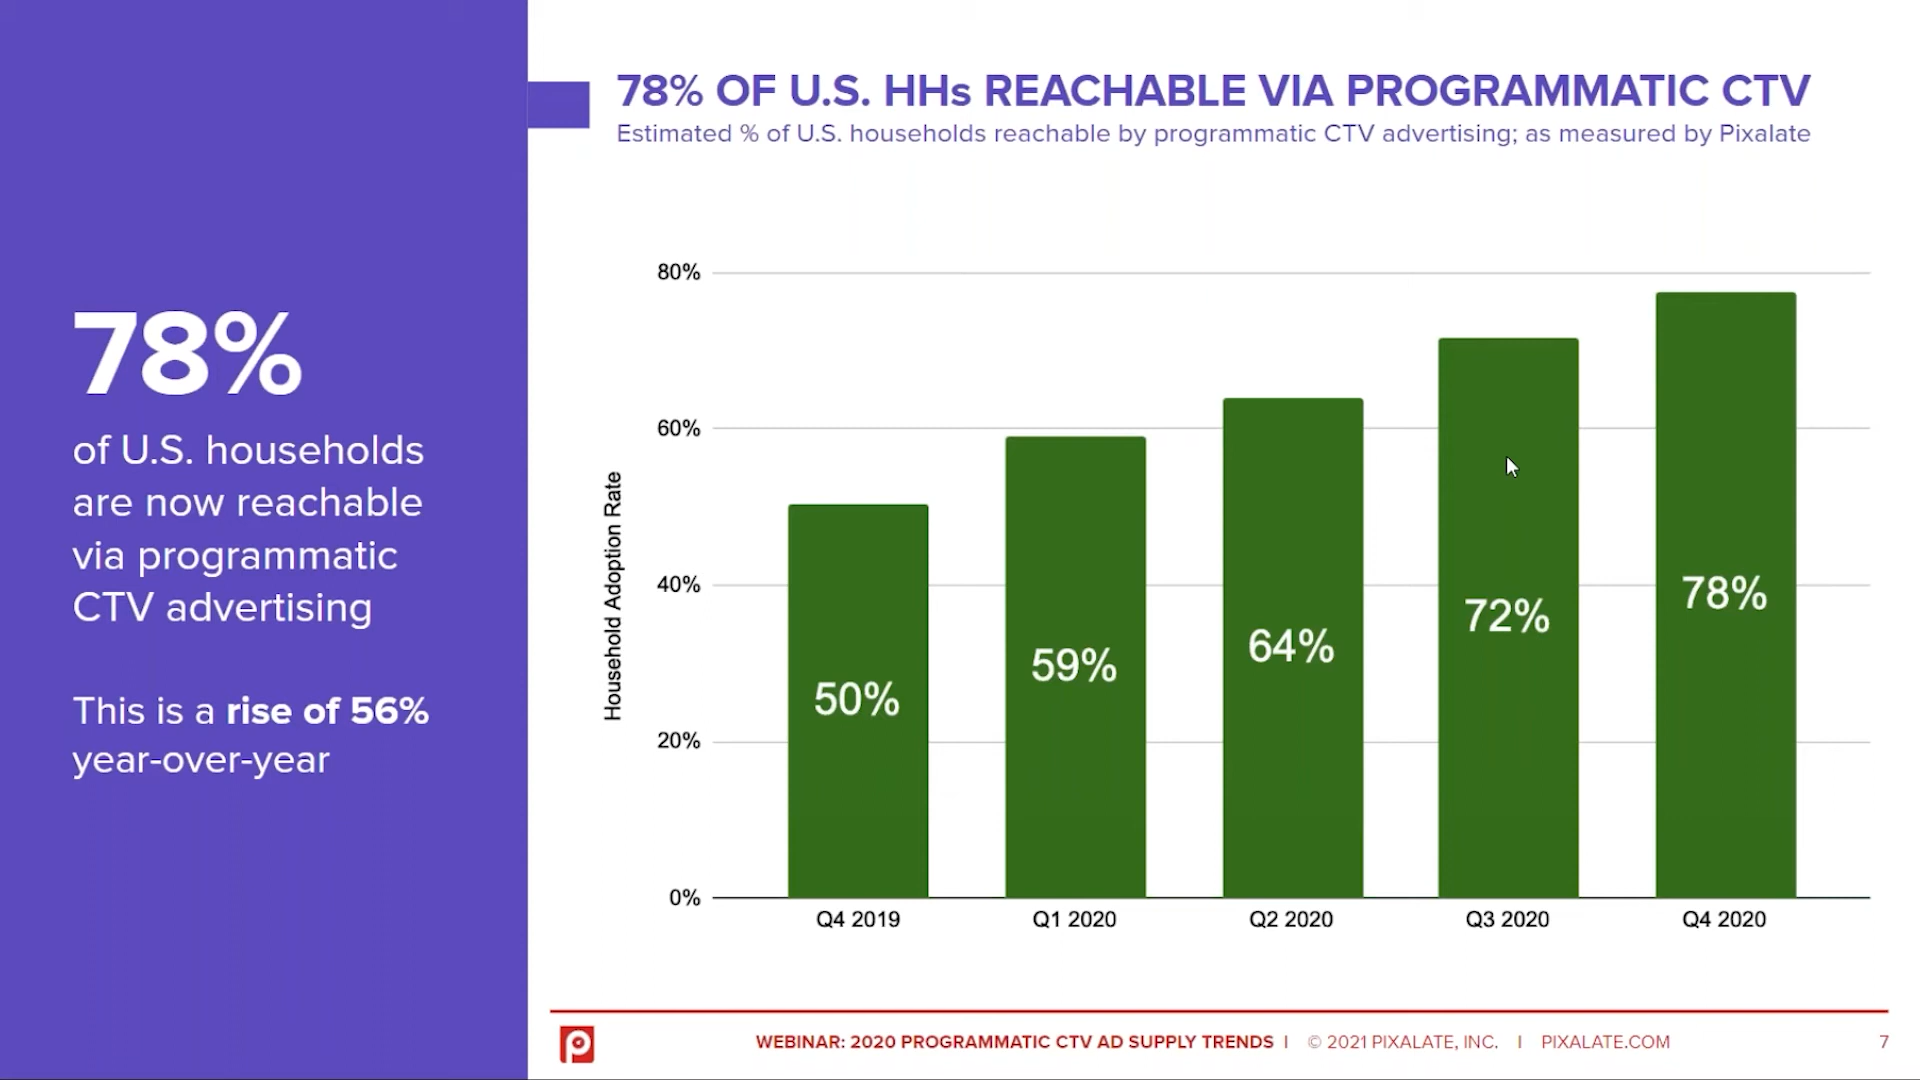 78% OF U.S. HHs REACHABLE VIA PROGRAMMATIC CTV
Estimated % of U.S. households reachable by programmatic CTV advertising; as measured by Pixalate
78%
of U.S. households
are now reachable
via programmatic
CTV advertising
This is a rise of 56%
year-over-year
Household Adoption Rate
80%
60%
40%
20%
0%
50%
59%
64%
72%
78%
Q4 2019
Q1 2020
Q2 2020
Q3 2020
Q4 2020
WEBINAR: 2020 PROGRAMMATIC CTV AD SUPPLY TRENDS | © 2021 PIXALATE, INC. | PIXALATE.COM
7